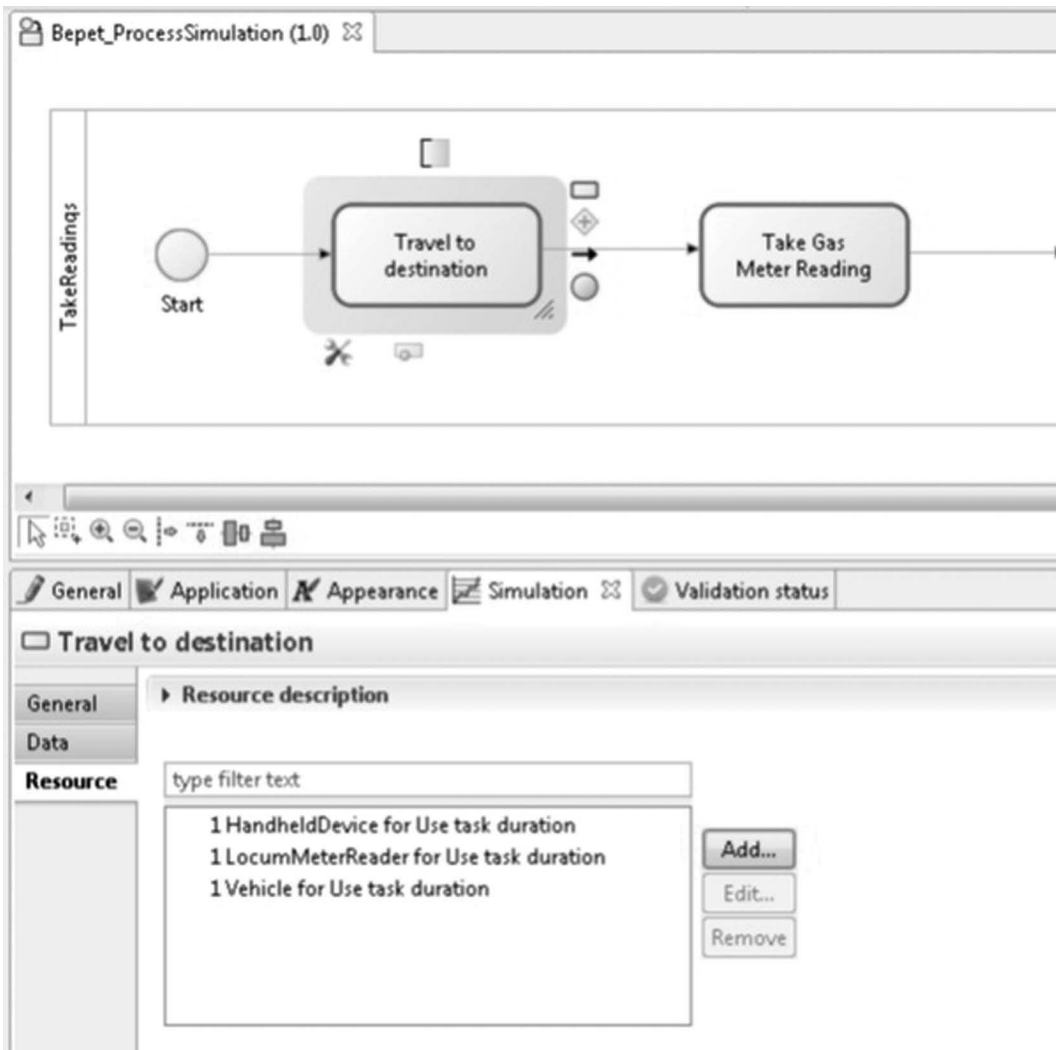 Bepet_ProcessSimulation (1.0)
TakeReadings
Start
Travel to
destination
Take Gas
Meter Reading
General
Application
Appearance
Simulation
Validation status
Travel to destination
General
Data
Resource
Resource description
type filter text
1 HandheldDevice for Use task duration
1 LocumMeterReader for Use task duration
1 Vehicle for Use task duration
Add...
Edit...
Remove